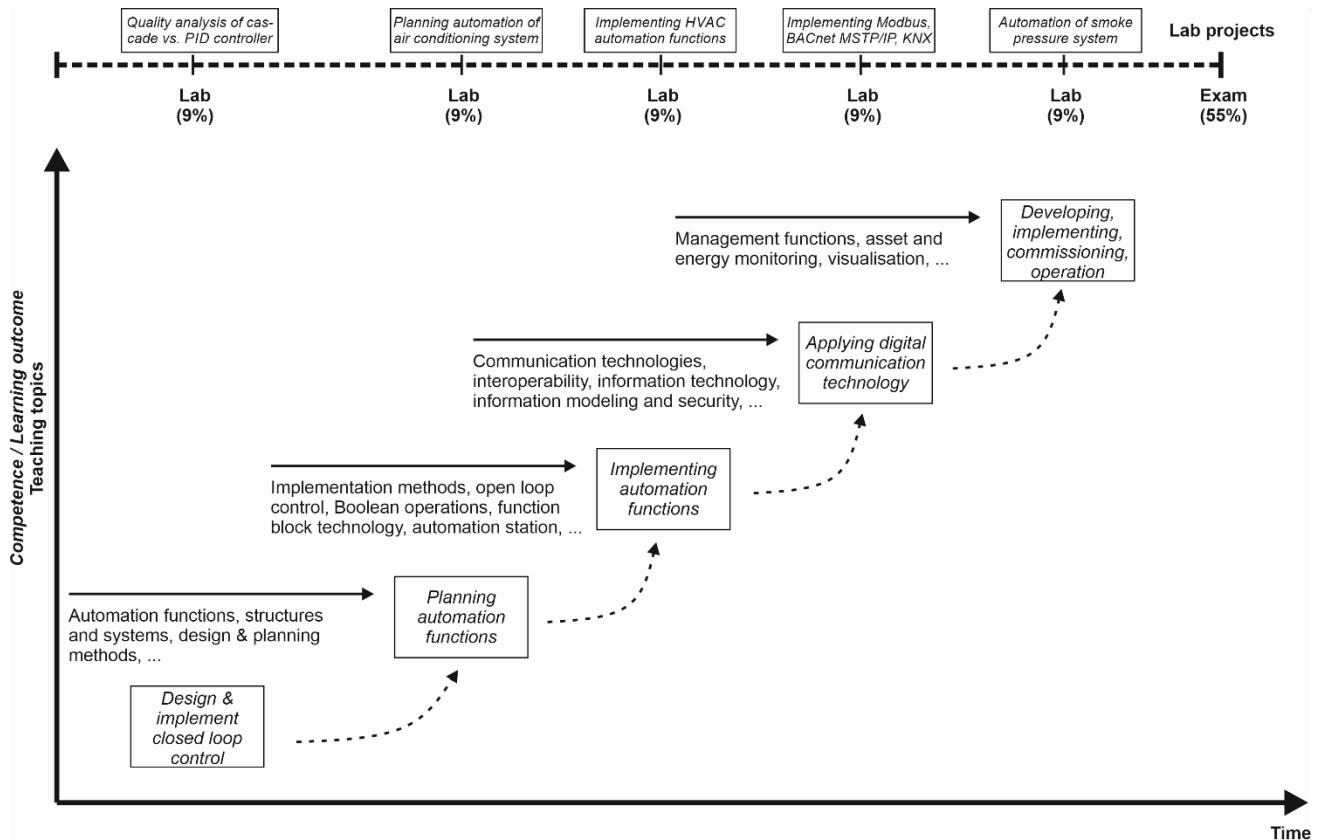 Quality analysis of cas-
cade vs. PID controller
Planning automation of
air conditioning system
Implementing HVAC
automation functions
Implementing Modbus,
BACnet MSTP/IP, KNX
Automation of smoke
pressure system
Lab projects
Lab
(9%)
Lab
(9%)
Lab
(9%)
Lab
(9%)
Lab
(9%)
Exam
(55%)
Competence / Learning outcome
Teaching topics
Management functions, asset and
energy monitoring, visualisation, ...
Developing,
implementing,
commissioning,
operation
Communication technologies,
interoperability, information technology,
information modeling and security, ...
Applying digital
communication
technology
Implementation methods, open loop
control, Boolean operations, function
block technology, automation station, ...
Implementing
automation
functions
Automation functions, structures
and systems, design & planning
methods, ...
Planning
automation
functions
Design &
implement
closed loop
control
Time